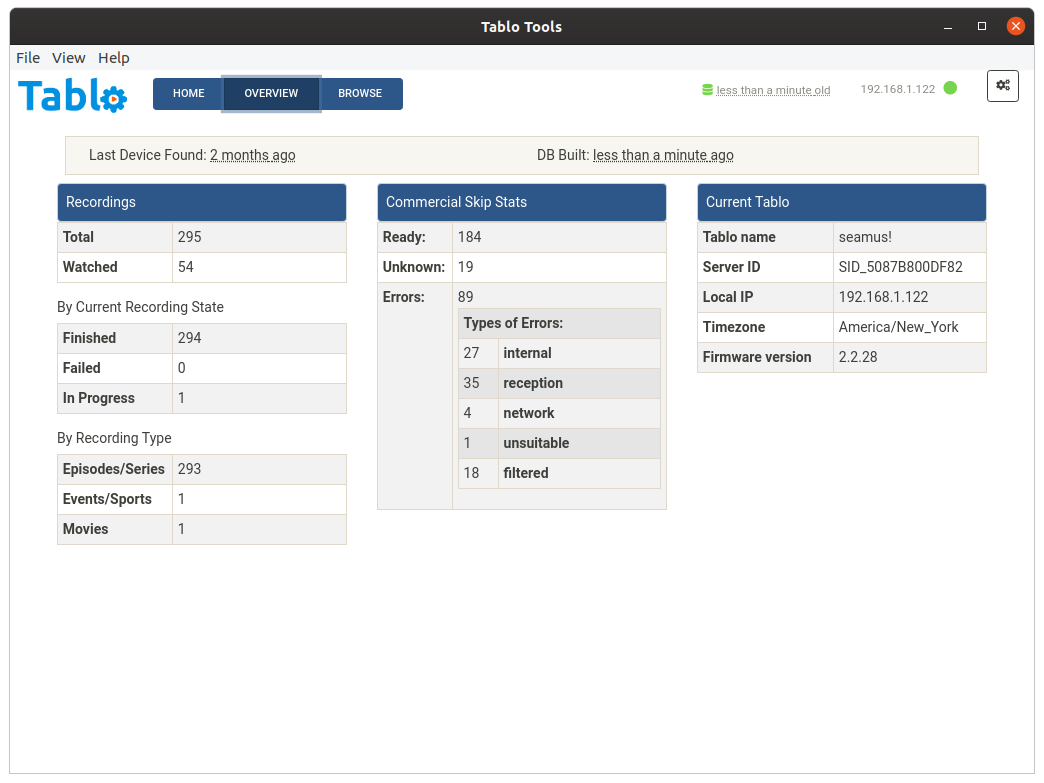 Tablo Tools
File View Help
Tablo HOME OVERVIEW BROWSE less than a minute old 192.168.1.122
Last Device Found: 2 months ago DB Built: less than a minute ago
Recordings
Total 295
Watched 54
By Current Recording State
Finished 294
Failed 0
In Progress 1
By Recording Type
Episodes/Series 293
Events/Sports 1
Movies 1
Commercial Skip Stats
Ready: 184
Unknown: 19
Errors: 89
Types of Errors:
27 internal
35 reception
4 network
1 unsuitable
18 filtered
Current Tablo
Tablo name seamus!
Server ID SID_5087B800DF82
Local IP 192.168.1.122
Timezone America/New_York
Firmware version 2.2.28